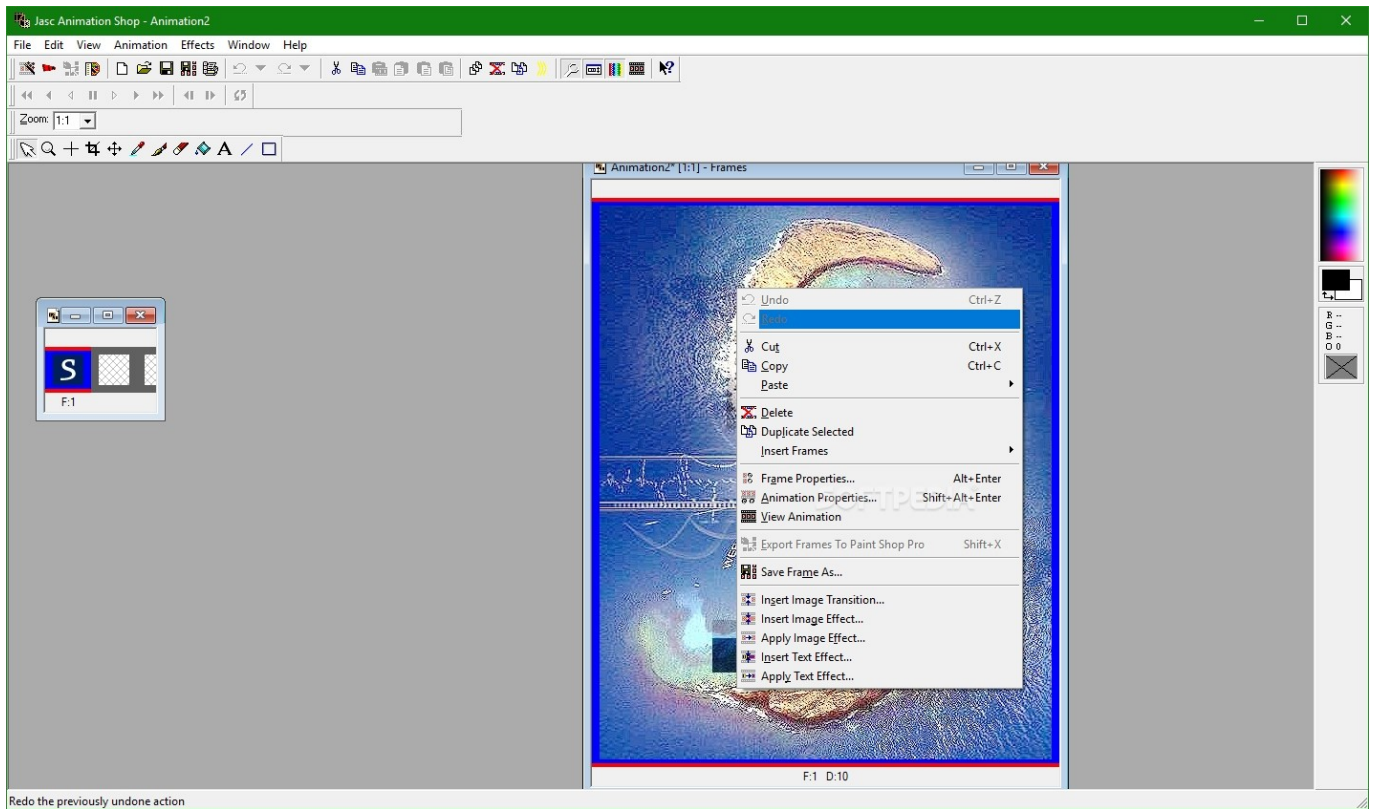 Jasc Animation Shop - Animation2
File Edit View Animation Effects Window Help
Zoom: 1:1
A
Animation2* [1:1] - Frames
S
F:1
Undo Ctrl+Z
Redo
Cut Ctrl+X
Copy Ctrl+C
Paste
Delete
Duplicate Selected
Insert Frames
Frame Properties... Alt+Enter
Animation Properties... Shift+Alt+Enter
SOFTPEDIA
View Animation
Export Frames To Paint Shop Pro Shift+X
Save Frame As...
Insert Image Transition...
Insert Image Effect...
Apply Image Effect...
Insert Text Effect...
Apply Text Effect...
R --
G --
B --
O 0
F:1 D:10
Redo the previously undone action